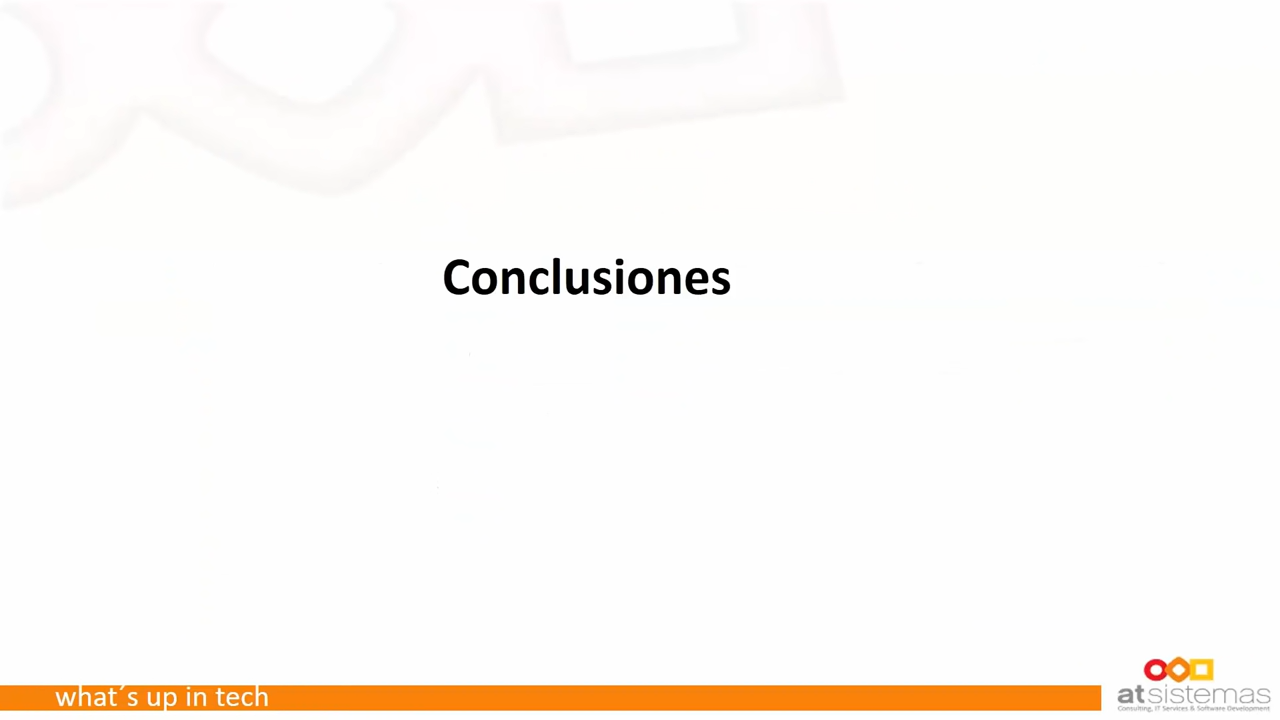 Conclusiones
what´s up in tech
atsistemas
Consulting, IT Services & Software Development